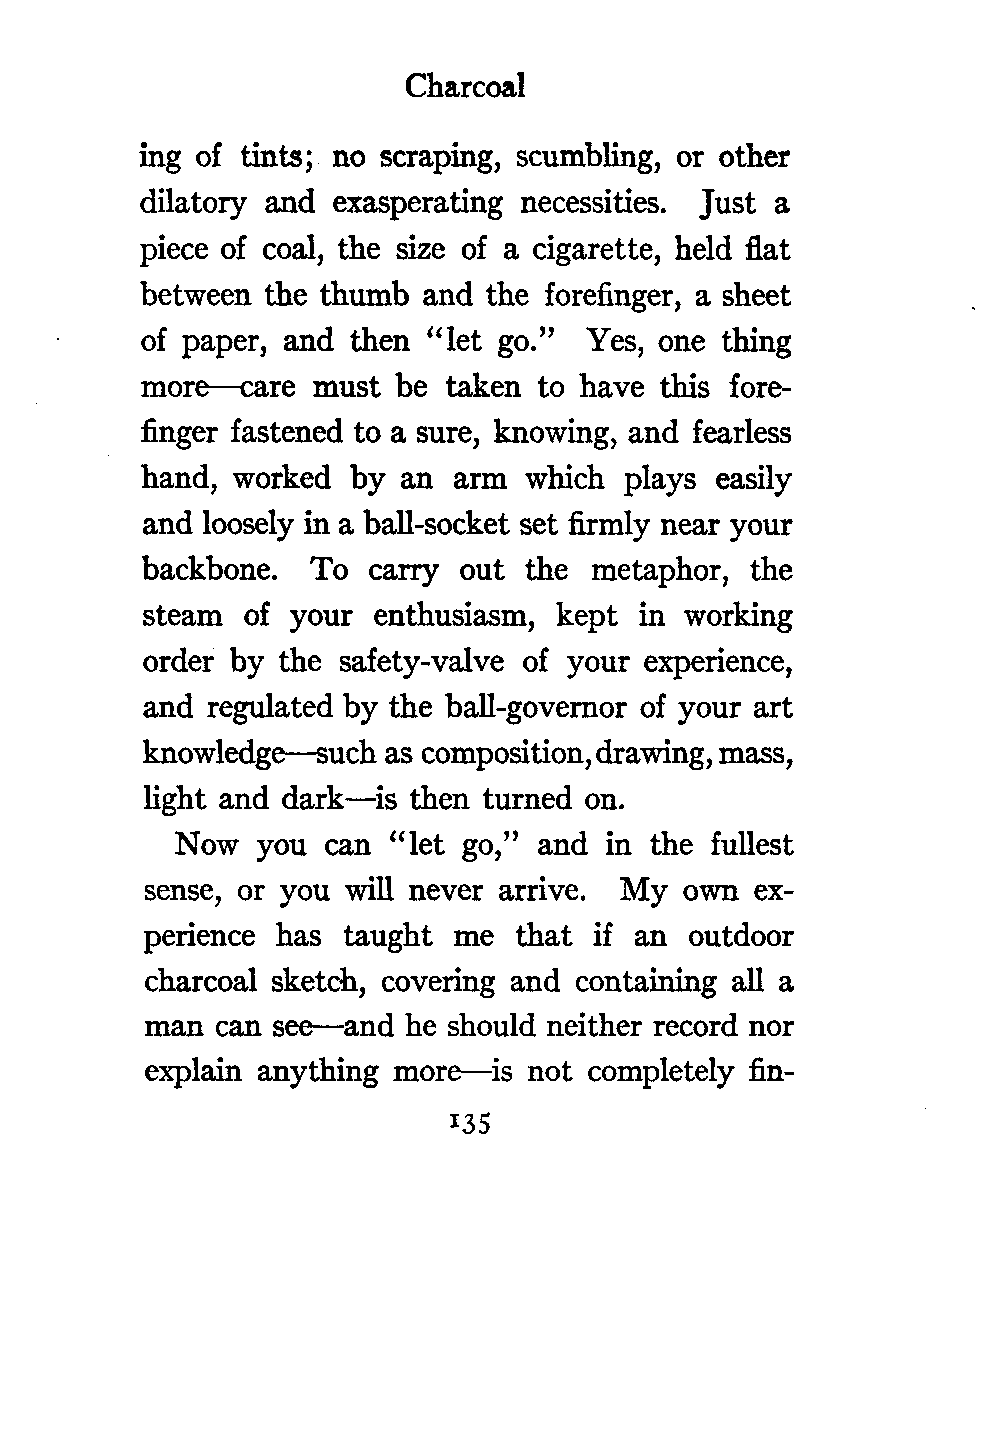 Charcoal
ing of tints; no scraping, scumbling, or other
dilatory and exasperating necessities. Just a
piece of coal, the size of a cigarette, held flat
between the thumb and the forefinger, a sheet
of paper, and then “let go.” Yes, one thing
more—care must be taken to have this fore-
finger fastened to a sure, knowing, and fearless
hand, worked by an arm which plays easily
and loosely in a ball-socket set firmly near your
backbone. To carry out the metaphor, the
steam of your enthusiasm, kept in working
order by the safety-valve of your experience,
and regulated by the ball-governor of your art
knowledge—such as composition, drawing, mass,
light and dark—is then turned on.
Now you can “let go,” and in the fullest
sense, or you will never arrive. My own ex-
perience has taught me that if an outdoor
charcoal sketch, covering and containing all a
man can see—and he should neither record nor
explain anything more—is not completely fin-
135